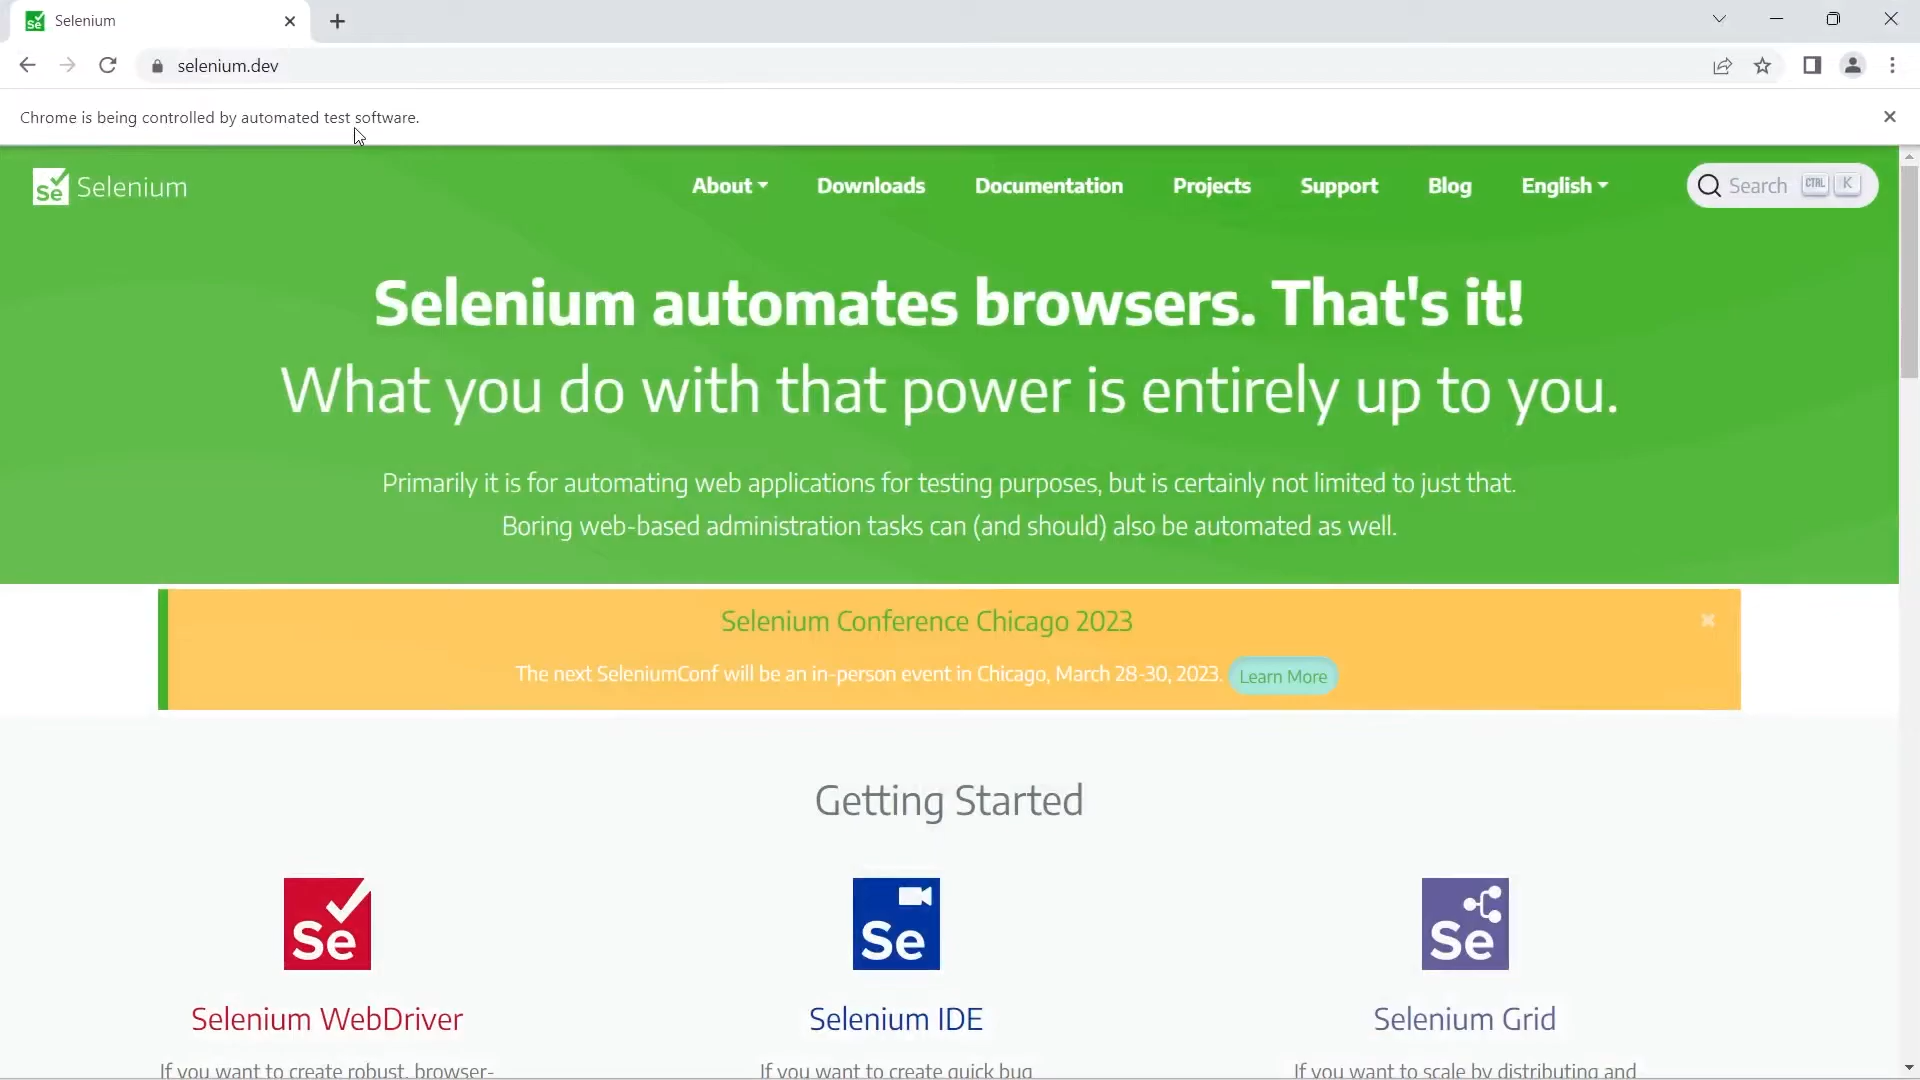 Selenium
selenium.dev
Chrome is being controlled by automated test software.
Se Selenium About Downloads Documentation Projects Support Blog English Search CTRL K
Selenium automates browsers. That's it!
What you do with that power is entirely up to you.
Primarily it is for automating web applications for testing purposes, but is certainly not limited to just that.
Boring web-based administration tasks can (and should) also be automated as well.
Selenium Conference Chicago 2023
The next SeleniumConf will be an in-person event in Chicago, March 28-30, 2023. Learn More
Getting Started
Se Se Se
Selenium WebDriver Selenium IDE Selenium Grid
If you want to create robust, browser- If you want to create quick bug If you want to scale by distributing and